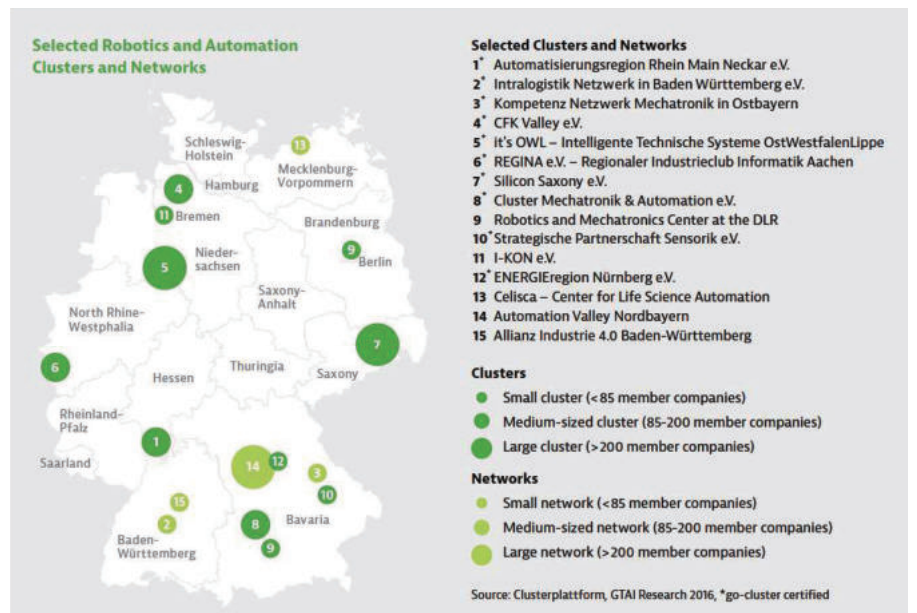 Selected Robotics and Automation
Clusters and Networks
Schleswig-
Holstein
13
Mecklenburg-
Vorpommern
4
Hamburg
11
Bremen
Brandenburg
9
Berlin
5
Nieder-
sachsen
Saxony-
Anhalt
North Rhine-
Westphalia
7
6
Hessen
Thuringia
Saxony
Rheinland-
Pfalz
1
Saarland
14
12
3
10
15
2
8
Bavaria
9
Baden-
Württemberg
Selected Clusters and Networks
1* Automatisierungsregion Rhein Main Neckar e.V.
2* Intralogistik Netzwerk in Baden Württemberg e.V.
3* Kompetenz Netzwerk Mechatronik in Ostbayern
4* CFK Valley e.V.
5* it's OWL – Intelligente Technische Systeme OstWestfalenLippe
6* REGINA e.V. – Regionaler Industrieclub Informatik Aachen
7* Silicon Saxony e.V.
8* Cluster Mechatronik & Automation e.V.
9 Robotics and Mechatronics Center at the DLR
10* Strategische Partnerschaft Sensorik e.V.
11 I-KON e.V.
12* ENERGIEregion Nürnberg e.V.
13 Celisca – Center for Life Science Automation
14 Automation Valley Nordbayern
15 Allianz Industrie 4.0 Baden-Württemberg
Clusters
Small cluster (<85 member companies)
Medium-sized cluster (85-200 member companies)
Large cluster (>200 member companies)
Networks
Small network (<85 member companies)
Medium-sized network (85-200 member companies)
Large network (>200 member companies)
Source: Clusterplattform, GTAI Research 2016, *go-cluster certified